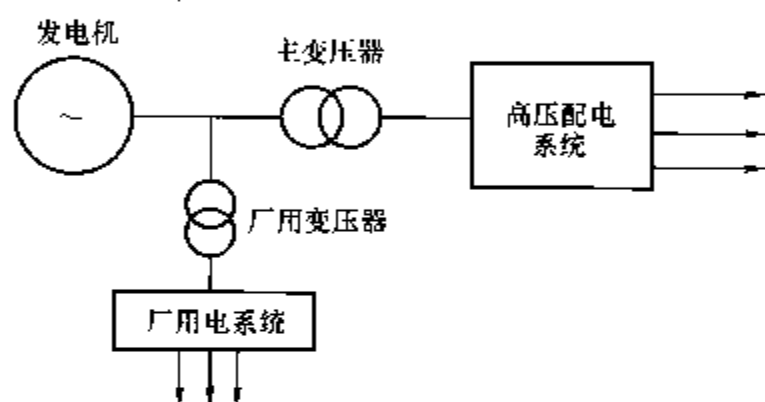 发电机
主变压器
高压配电
系统
~
厂用变压器
厂用电系统